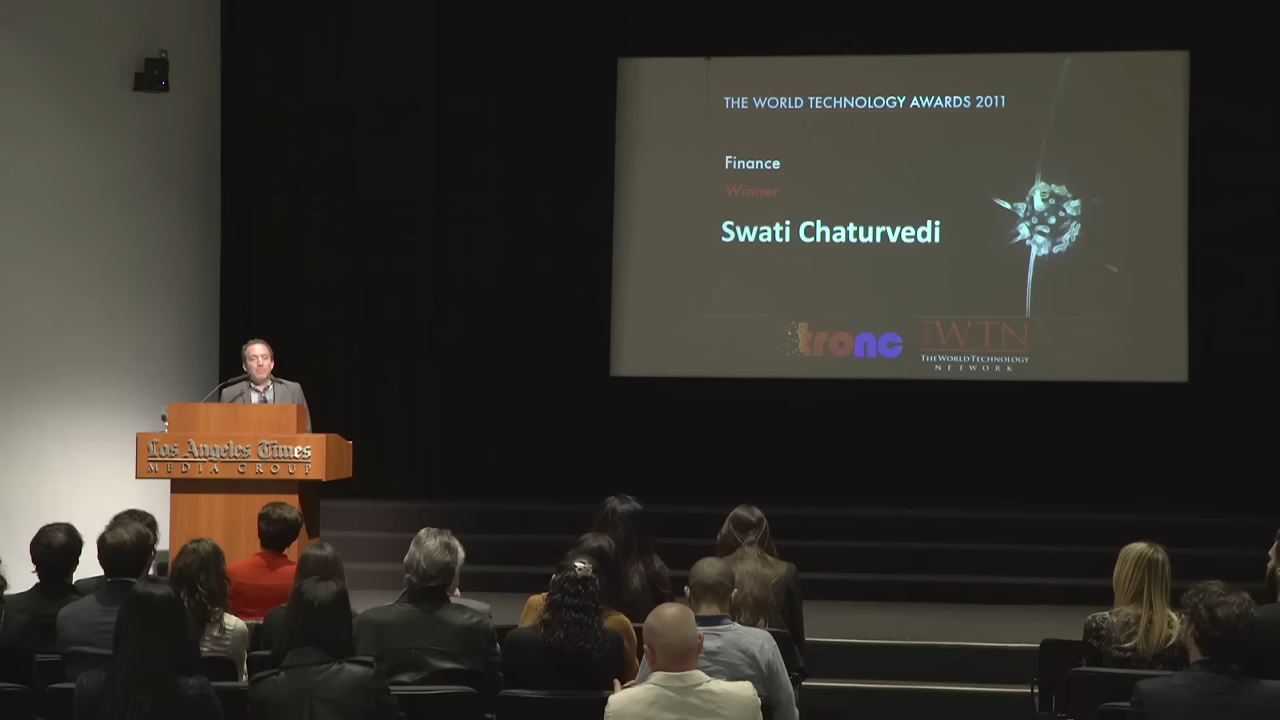 THE WORLD TECHNOLOGY AWARDS 2011
Finance
Winner
Swati Chaturvedi
tronc
THE WTN
THE WORLD TECHNOLOGY
NETWORK
Los Angeles Times
MEDIA GROUP